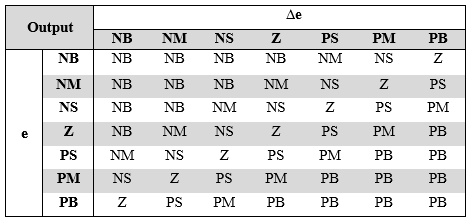 Output Δe
NB NM NS Z PS PM PB
e
NB NB NB NB NB NM NS Z
NM NB NB NB NM NS Z PS
NS NB NB NM NS Z PS PM
Z NB NM NS Z PS PM PB
PS NM NS Z PS PM PB PB
PM NS Z PS PM PB PB PB
PB Z PS PM PB PB PB PB